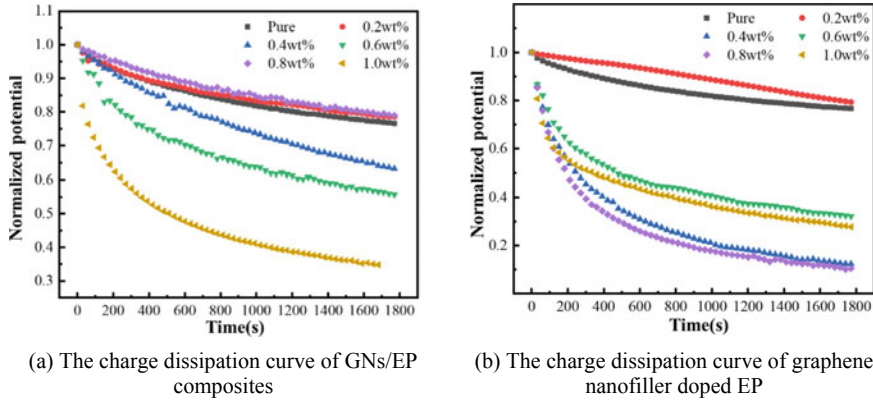 Pure 0.2wt%
0.4wt% 0.6wt%
0.8wt% 1.0wt%
Normalized potential
1.1
1.0
0.9
0.8
0.7
0.6
0.5
0.4
0.3
0 200 400 600 800 1000 1200 1400 1600 1800
Time(s)
(a) The charge dissipation curve of GNs/EP
composites
Pure 0.2wt%
0.4wt% 0.6wt%
0.8wt% 1.0wt%
Normalized potential
1.0
0.8
0.6
0.4
0.2
0 200 400 600 800 1000 1200 1400 1600 1800
Time(s)
(b) The charge dissipation curve of graphene
nanofiller doped EP